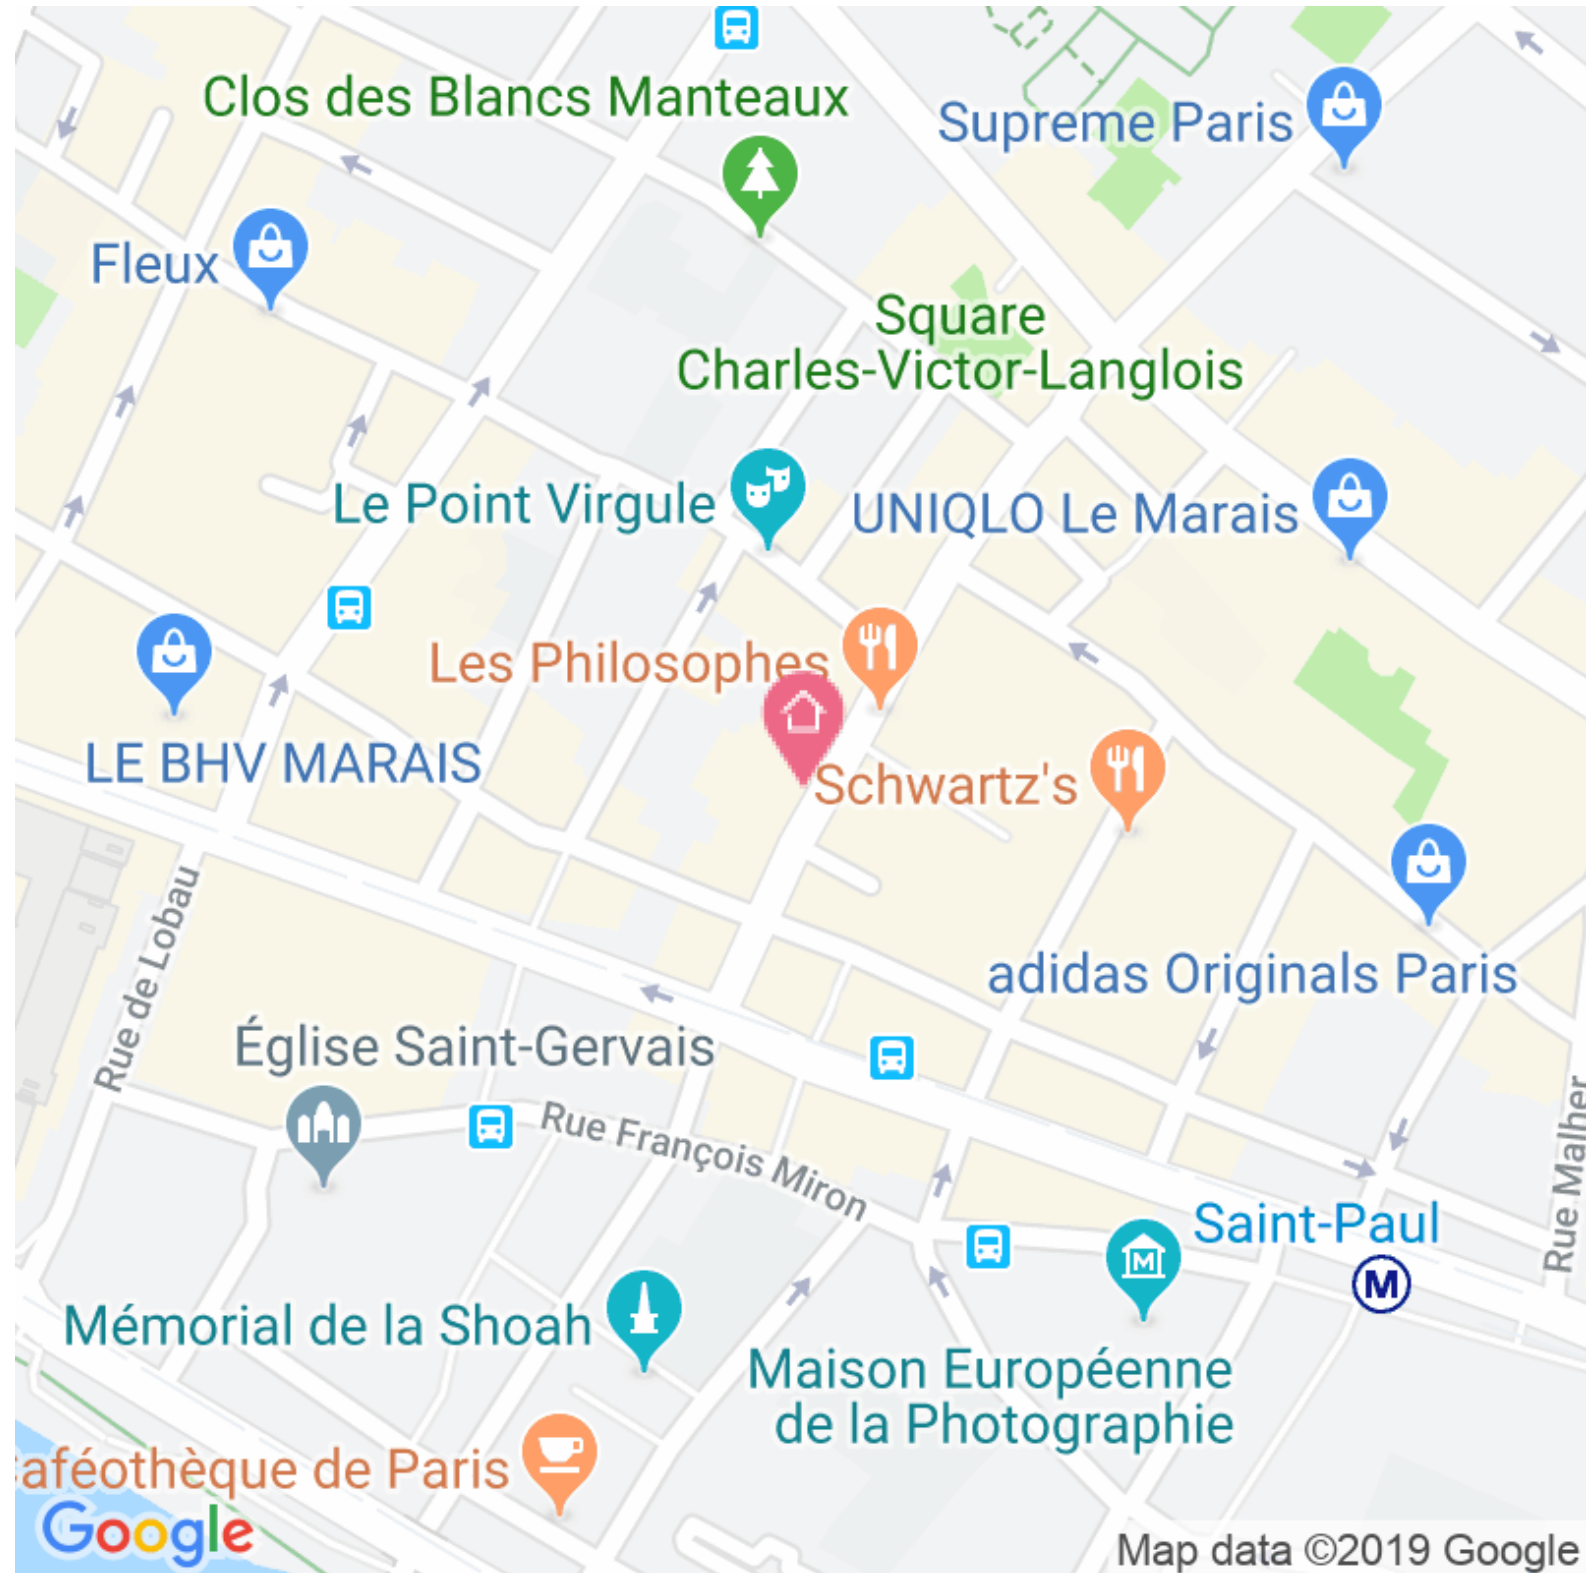 Clos des Blancs Manteaux
Supreme Paris
Fleux
Square
Charles-Victor-Langlois
Le Point Virgule
UNIQLO Le Marais
Les Philosophes
LE BHV MARAIS
Schwartz's
Rue de Lobau
adidas Originals Paris
Église Saint-Gervais
Rue François Miron
Rue Malher
Saint-Paul
M
M
Mémorial de la Shoah
Maison Européenne
de la Photographie
aféothèque de Paris
Google
Map data ©2019 Google